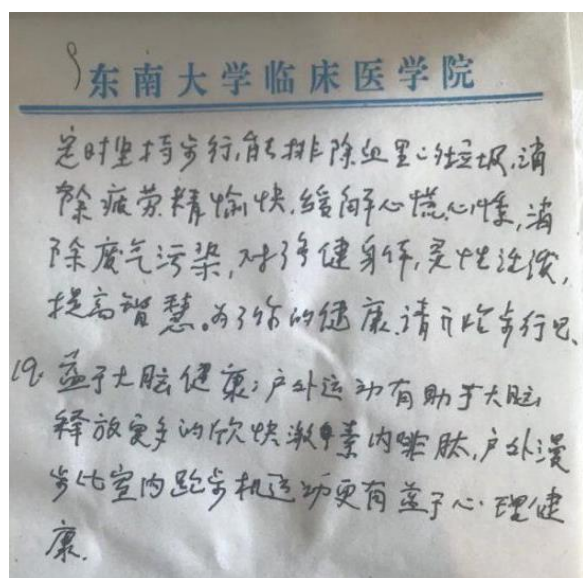 9
东南大学临床医学院
定时坚持步行,能排除血里的垃圾,消
除疲劳精愉快,缓解心慌心悸,消
除废气污染,对强健身体,灵性活泼,
提高智慧。为了你的健康,请开始步行吧、
19. 益于大脑健康:户外运动有助于大脑
释放更多的欣快激素内啡肽,户外漫
步比室内跑步机运动更有益于心理健
康.